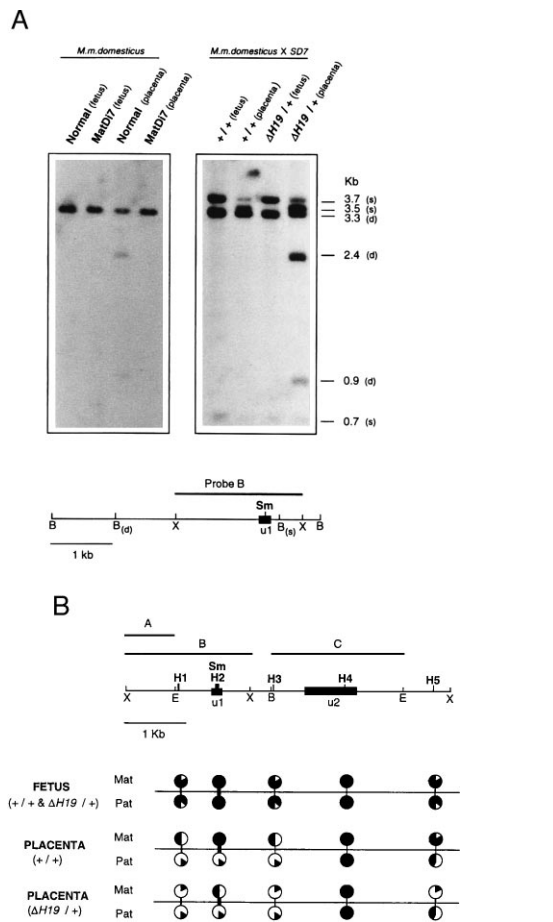 A
M.m.domesticus
M.m.domesticus X SD7
Normal (fetus)
MatDi7 (fetus)
Normal (placenta)
MatDi7 (placenta)
+/+ (fetus)
+/+ (placenta)
ΔH19 /+ (fetus)
ΔH19 /+ (placenta)
Kb
3.7 (s)
3.5 (s)
3.3 (d)
2.4 (d)
0.9 (d)
0.7 (s)
Probe B
Sm
B B(d) X u1 B(s) X B
1 kb
B
A
B C
Sm
H1 H2 H3 H4 H5
X E u1 X B u2 E X
1 Kb
FETUS
(+/+ & ΔH19 /+)
Mat
Pat
PLACENTA
(+/+)
Mat
Pat
PLACENTA
(ΔH19 /+)
Mat
Pat